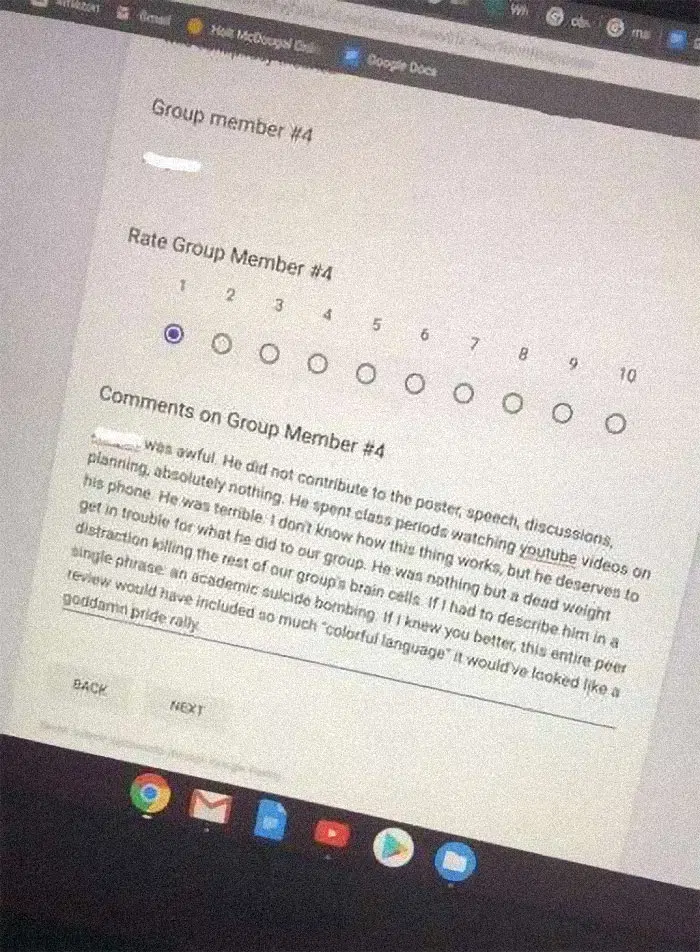 Gmail
Holt McDougal
Google Docs
Group member #4
Rate Group Member #4
1 2 3 4 5 6 7 8 9 10
Comments on Group Member #4
was awful. He did not contribute to the poster, speech, discussions,
planning, absolutely nothing. He spent class periods watching youtube videos on
his phone. He was terrible. I don't know how this thing works, but he deserves to
get in trouble for what he did to our group. He was nothing but a dead weight
distraction killing the rest of our group's brain cells. If I had to describe him in a
single phrase: an academic suicide bombing. If I knew you better, this entire peer
review would have included so much "colorful language" it would've looked like a
goddamn pride rally.
BACK
NEXT